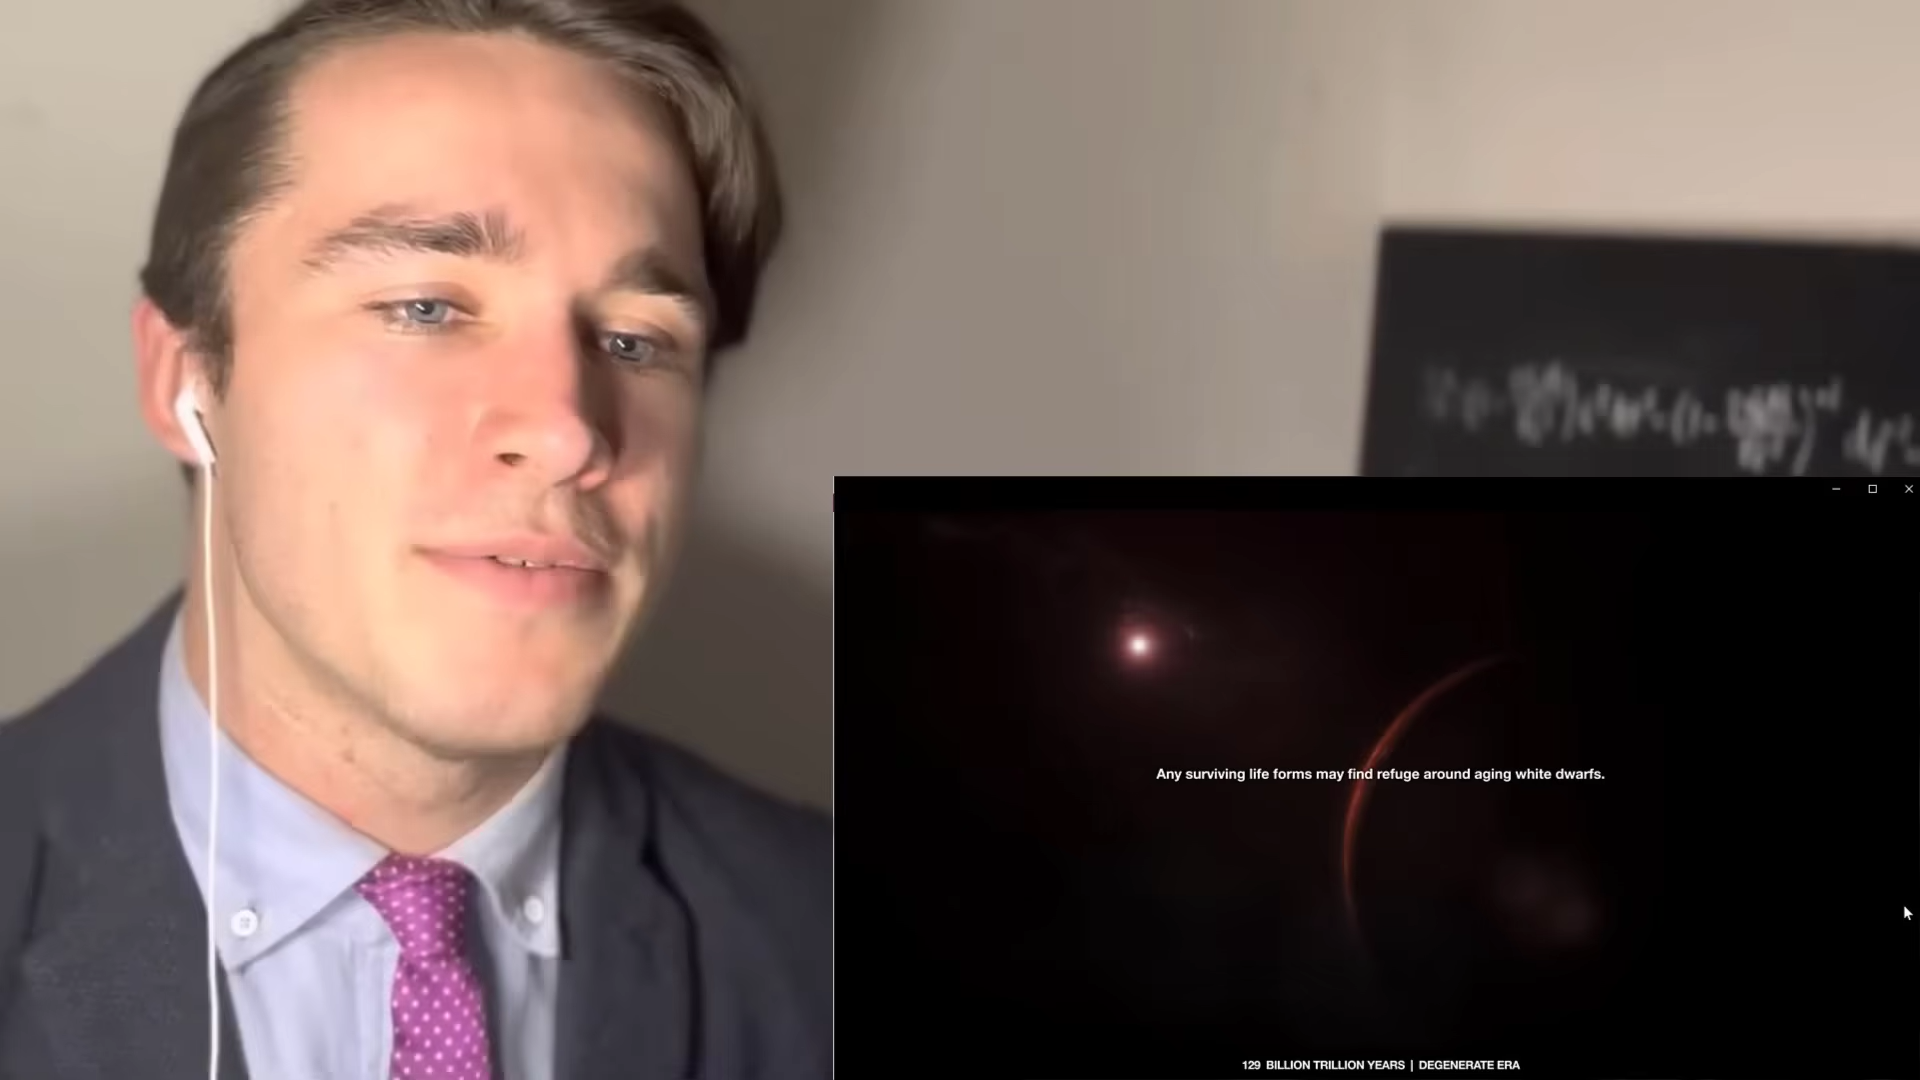 Any surviving life forms may find refuge around aging white dwarfs.
129 BILLION TRILLION YEARS | DEGENERATE ERA